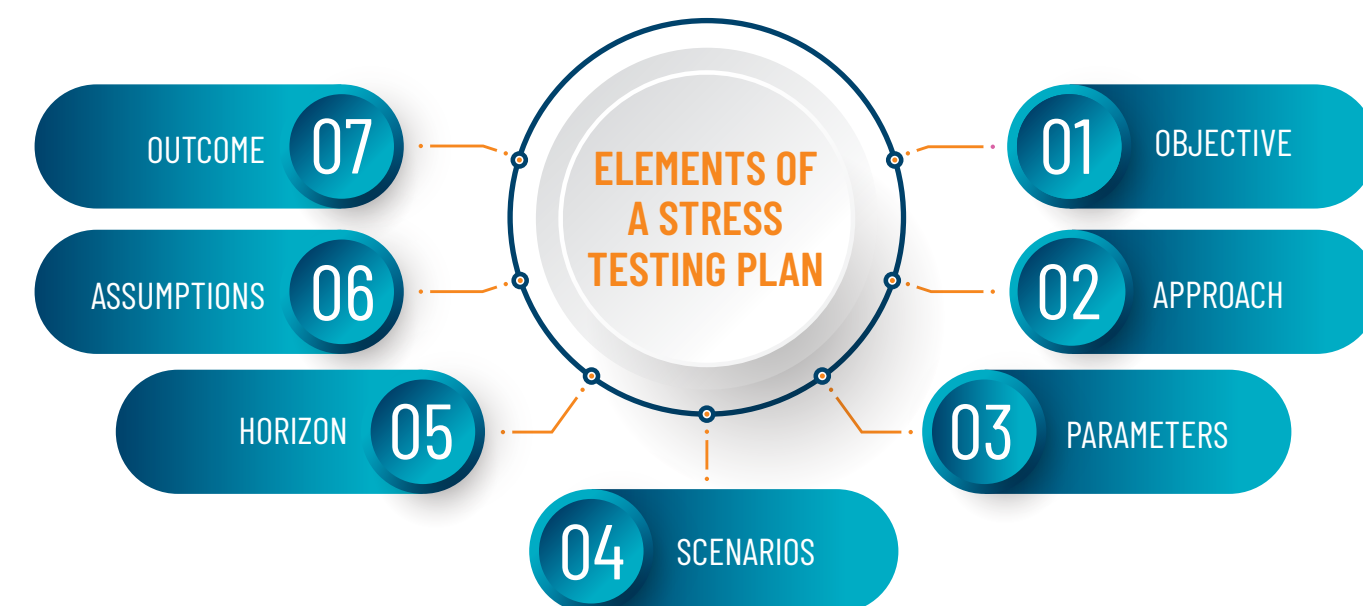 ELEMENTS OF
A STRESS
TESTING PLAN
01 OBJECTIVE
02 APPROACH
03 PARAMETERS
04 SCENARIOS
HORIZON 05
ASSUMPTIONS 06
OUTCOME 07